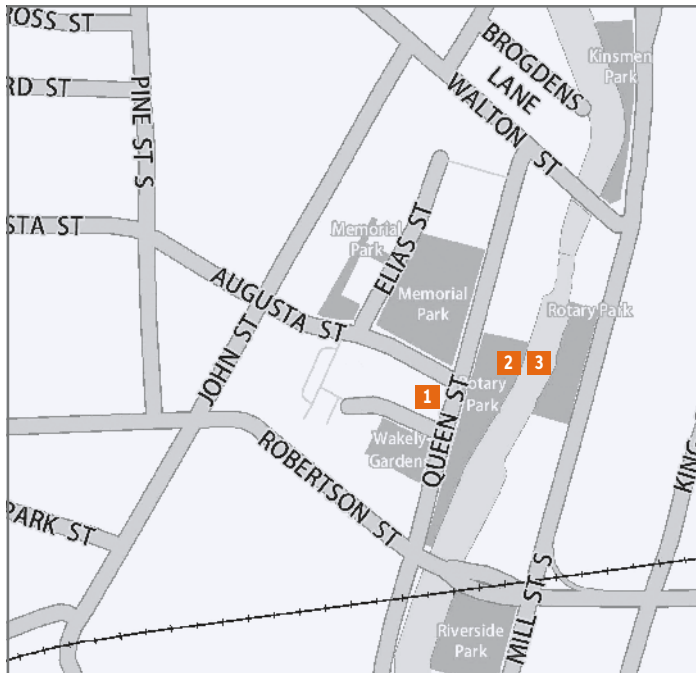 ROSS ST
BROGDENS
LANE
Kinsmen
Park
RD ST
PINE ST S
WALTON ST
STA ST
Memorial
Park
ELIAS ST
AUGUSTA ST
Memorial
Park
Rotary Park
JOHN ST
1
2
3
Rotary
Park
QUEEN ST
Wakely
Garden
ROBERTSON ST
KING
PARK ST
MILL ST S
Riverside
Park